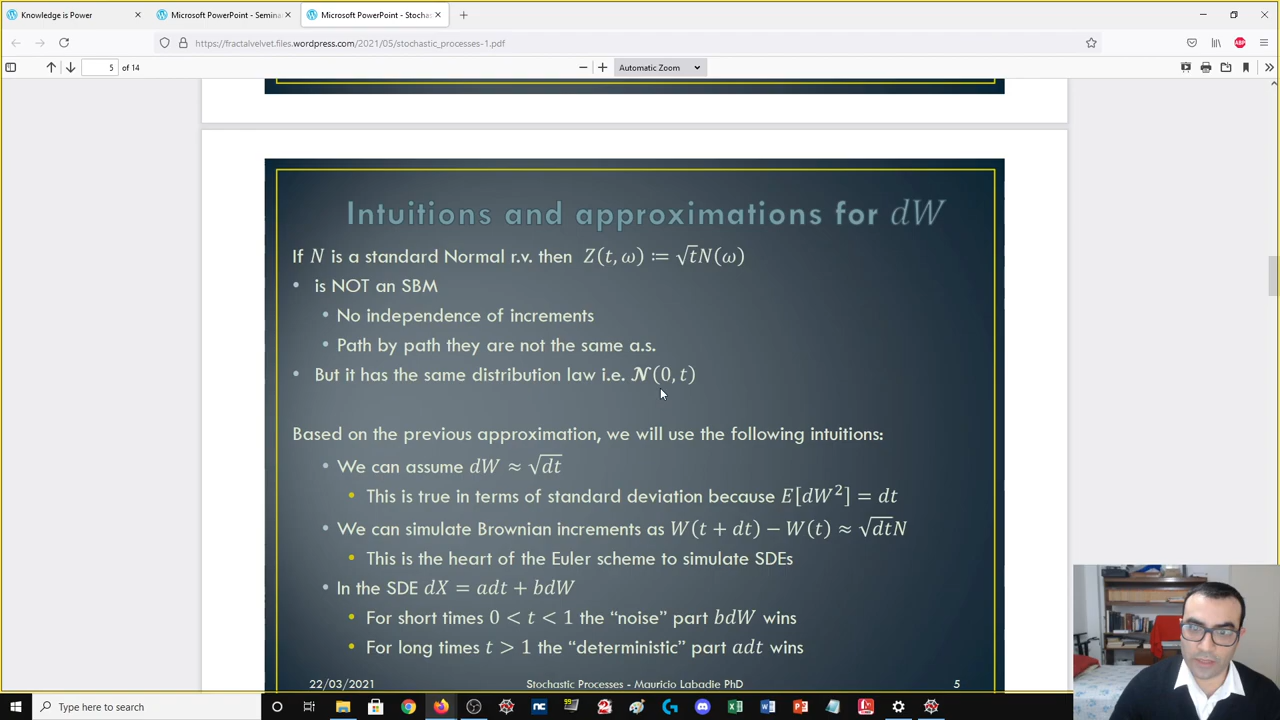 Knowledge is Power
Microsoft PowerPoint - Semina
Microsoft PowerPoint - Stochas
https://fractalvelvet.files.wordpress.com/2021/05/stochastic_processes-1.pdf
ABP
5 of 14
Automatic Zoom
Intuitions and approximations for dW
If N is a standard Normal r.v. then Z(t, ω) ≔ √t N(ω)
• is NOT an SBM
• No independence of increments
• Path by path they are not the same a.s.
• But it has the same distribution law i.e. 𝓝(0, t)
Based on the previous approximation, we will use the following intuitions:
• We can assume dW ≈ √dt
• This is true in terms of standard deviation because E[dW²] = dt
• We can simulate Brownian increments as W(t + dt) − W(t) ≈ √dt N
• This is the heart of the Euler scheme to simulate SDEs
• In the SDE dX = adt + bdW
• For short times 0 < t < 1 the “noise” part bdW wins
• For long times t > 1 the “deterministic” part adt wins
22/03/2021 Stochastic Processes - Mauricio Labadie PhD 5
Type here to search